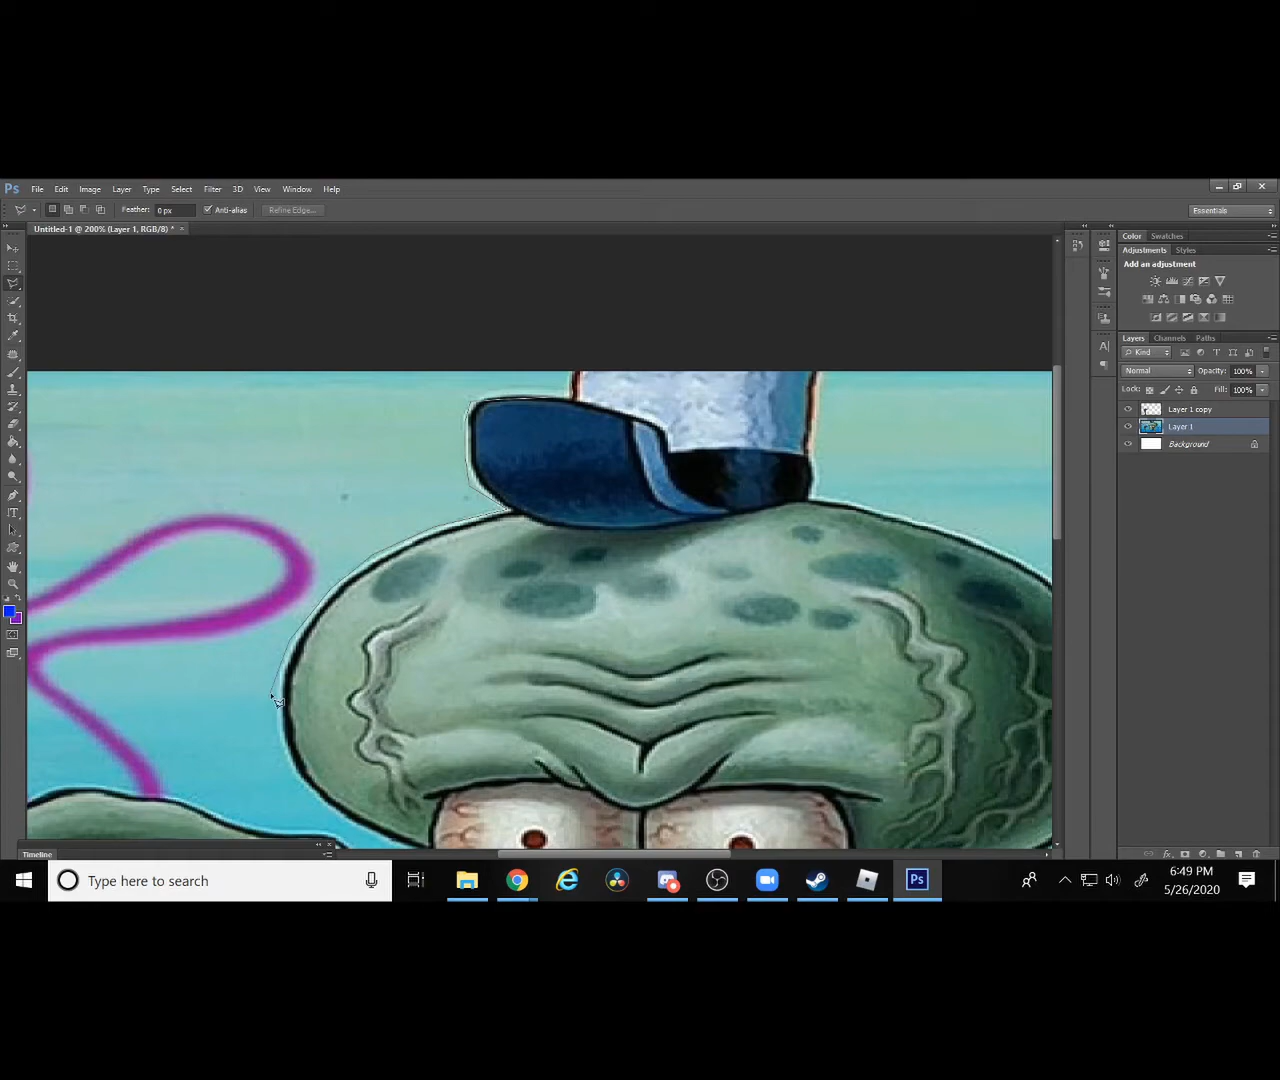 Ps File Edit Image Layer Type Select Filter 3D View Window Help
Feather: 0 px Anti-alias Refine Edge... Essentials
Untitled-1 @ 200% (Layer 1, RGB/8) *
Color Swatches
Adjustments Styles
Add an adjustment
Layers Channels Paths
Kind
Normal Opacity: 100%
Lock: Fill: 100%
Layer 1 copy
Layer 1
Background
Timeline
Type here to search
Ps
6:49 PM
5/26/2020